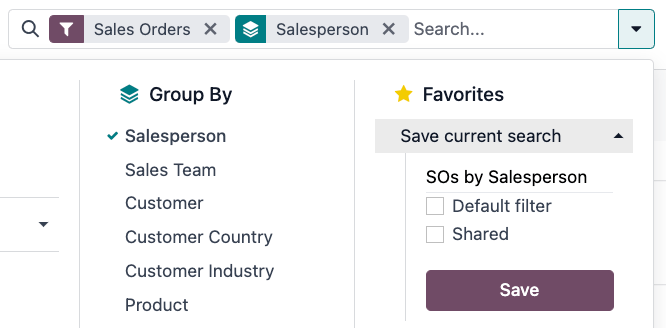 Sales Orders Salesperson Search...
Group By
Salesperson
Sales Team
Customer
Customer Country
Customer Industry
Product
Favorites
Save current search
SOs by Salesperson
Default filter
Shared
Save